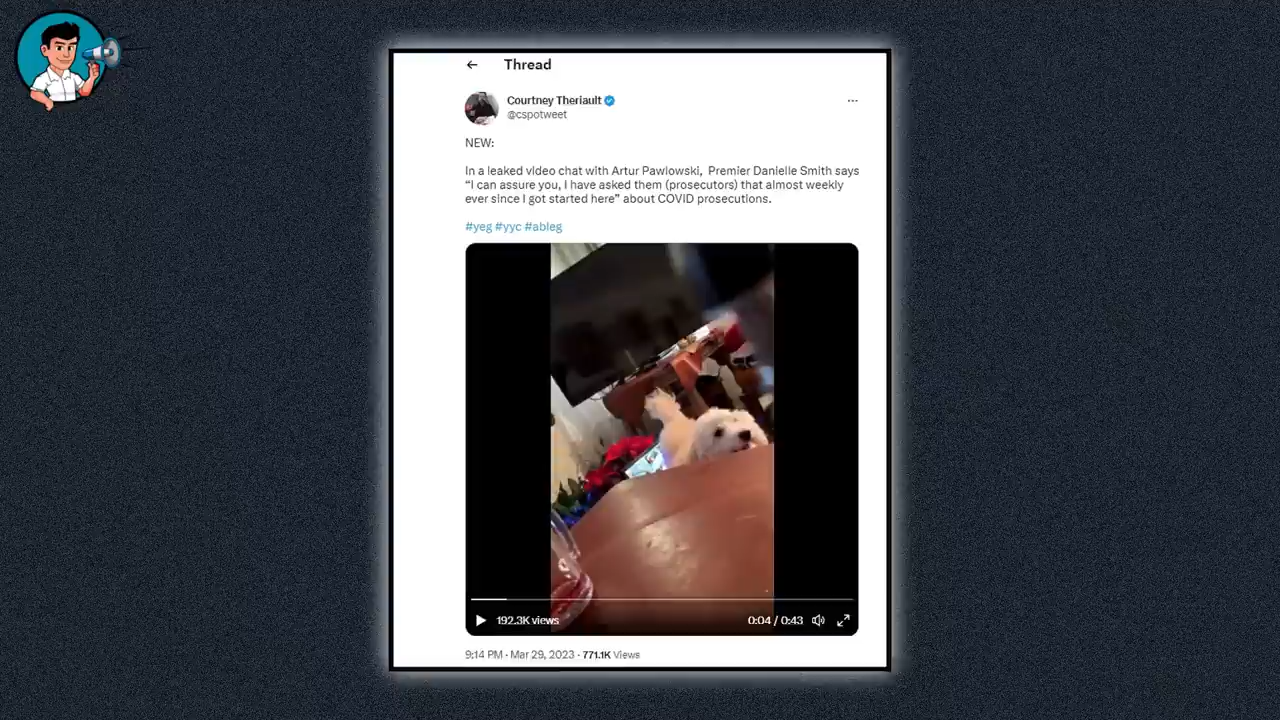 Thread
Courtney Theriault
@cspotweet
NEW:
In a leaked video chat with Artur Pawlowski, Premier Danielle Smith says
“I can assure you, I have asked them (prosecutors) that almost weekly
ever since I got started here” about COVID prosecutions.
#yeg #yyc #ableg
192.3K views
0:04 / 0:43
9:14 PM · Mar 29, 2023 · 771.1K Views